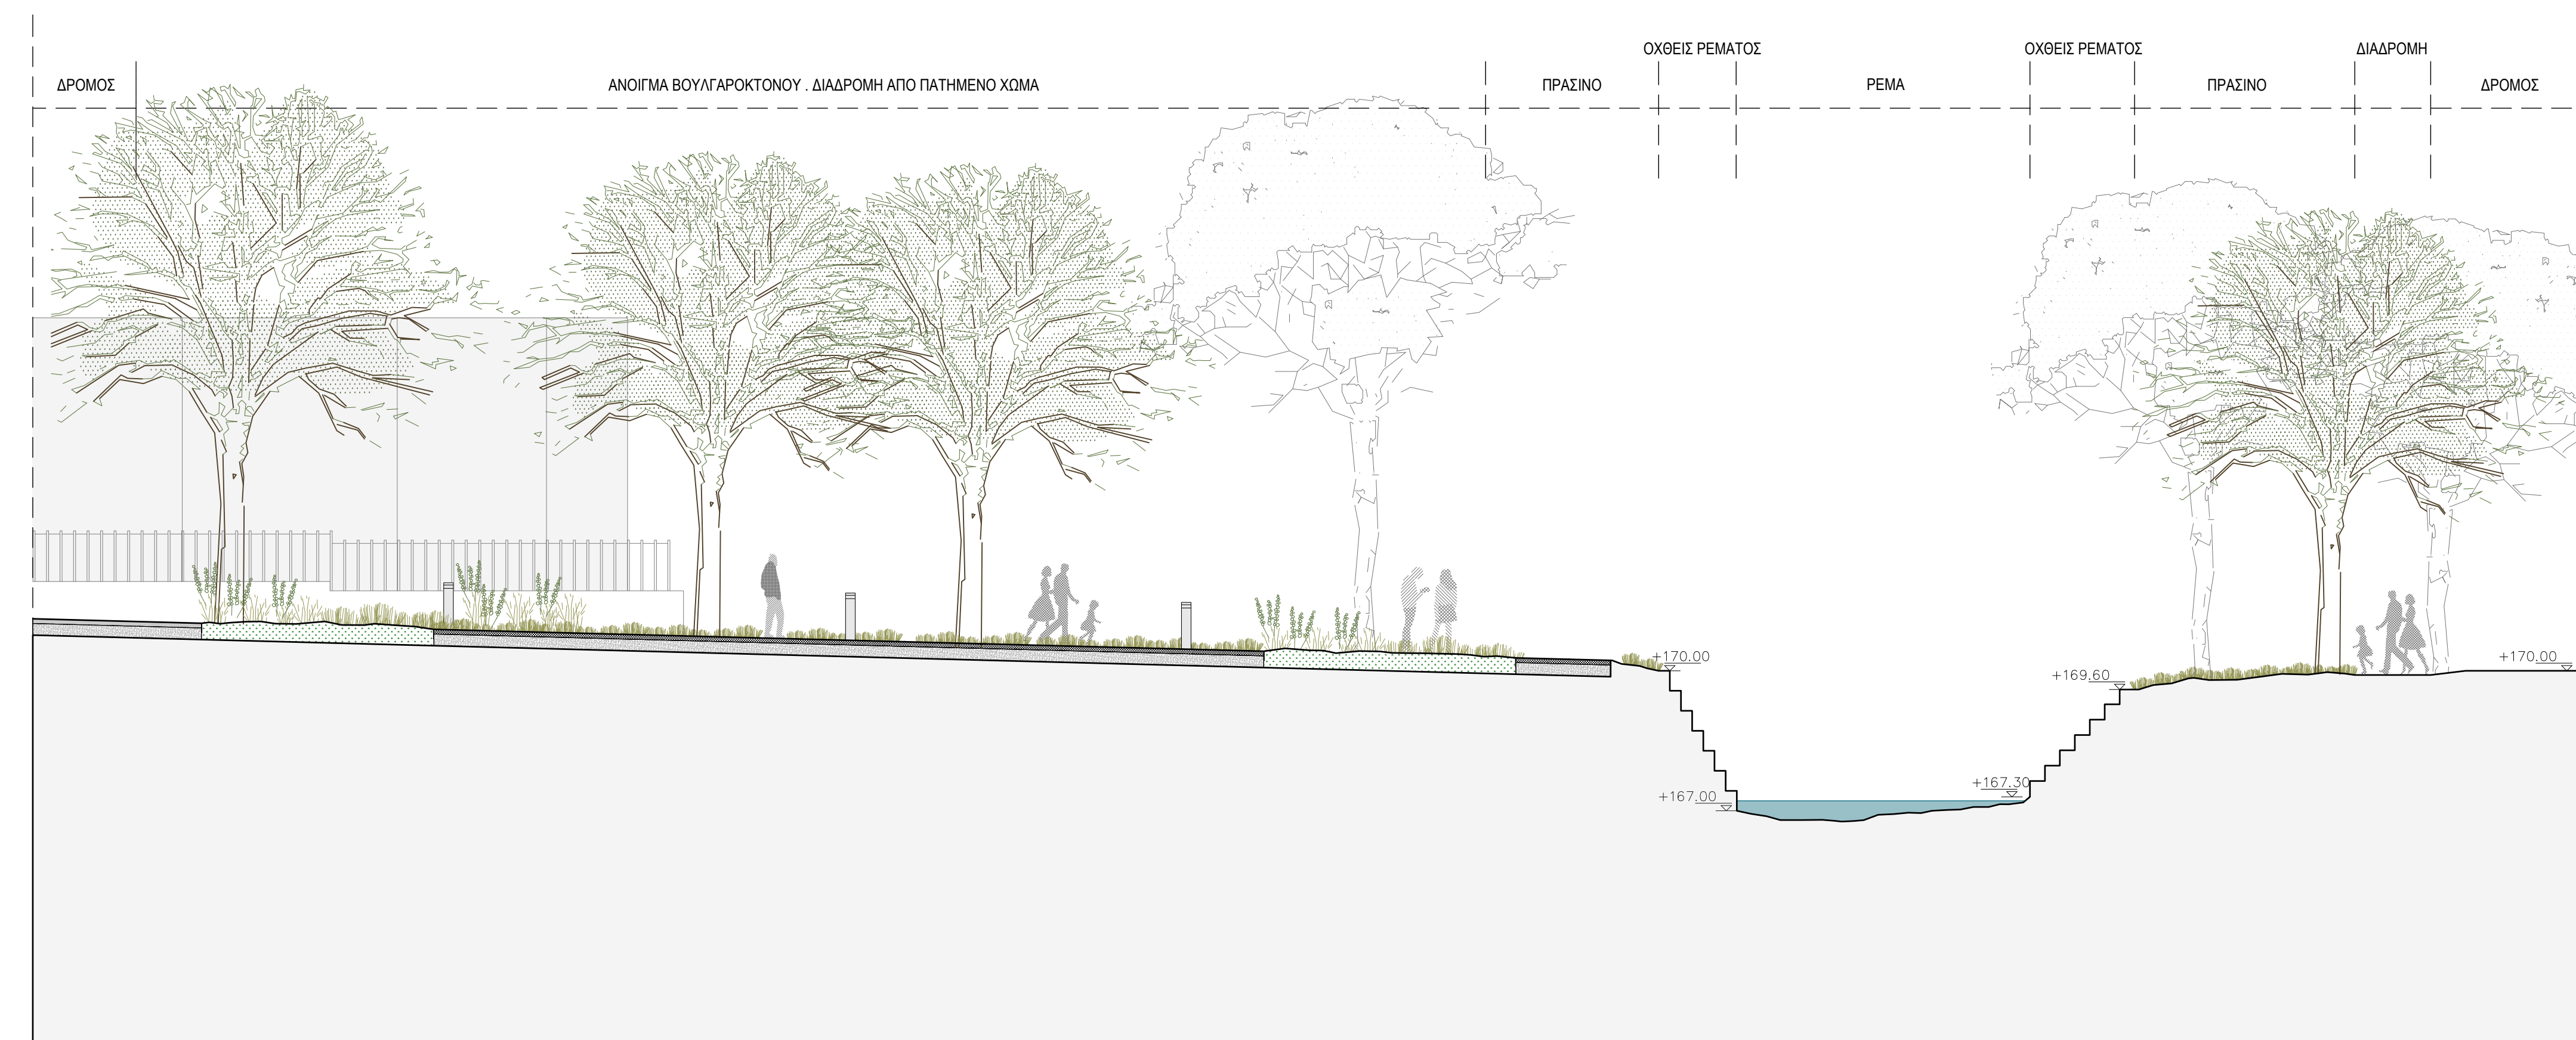 ΟΧΘΕΙΣ ΡΕΜΑΤΟΣ
ΟΧΘΕΙΣ ΡΕΜΑΤΟΣ
ΔΙΑΔΡΟΜΗ
ΔΡΟΜΟΣ
ΑΝΟΙΓΜΑ ΒΟΥΛΓΑΡΟΚΤΟΝΟΥ . ΔΙΑΔΡΟΜΗ ΑΠΟ ΠΑΤΗΜΕΝΟ ΧΩΜΑ
ΠΡΑΣΙΝΟ
ΡΕΜΑ
ΠΡΑΣΙΝΟ
ΔΡΟΜΟΣ
+170.00
+169.60
+170.00
+167.00
+167.30